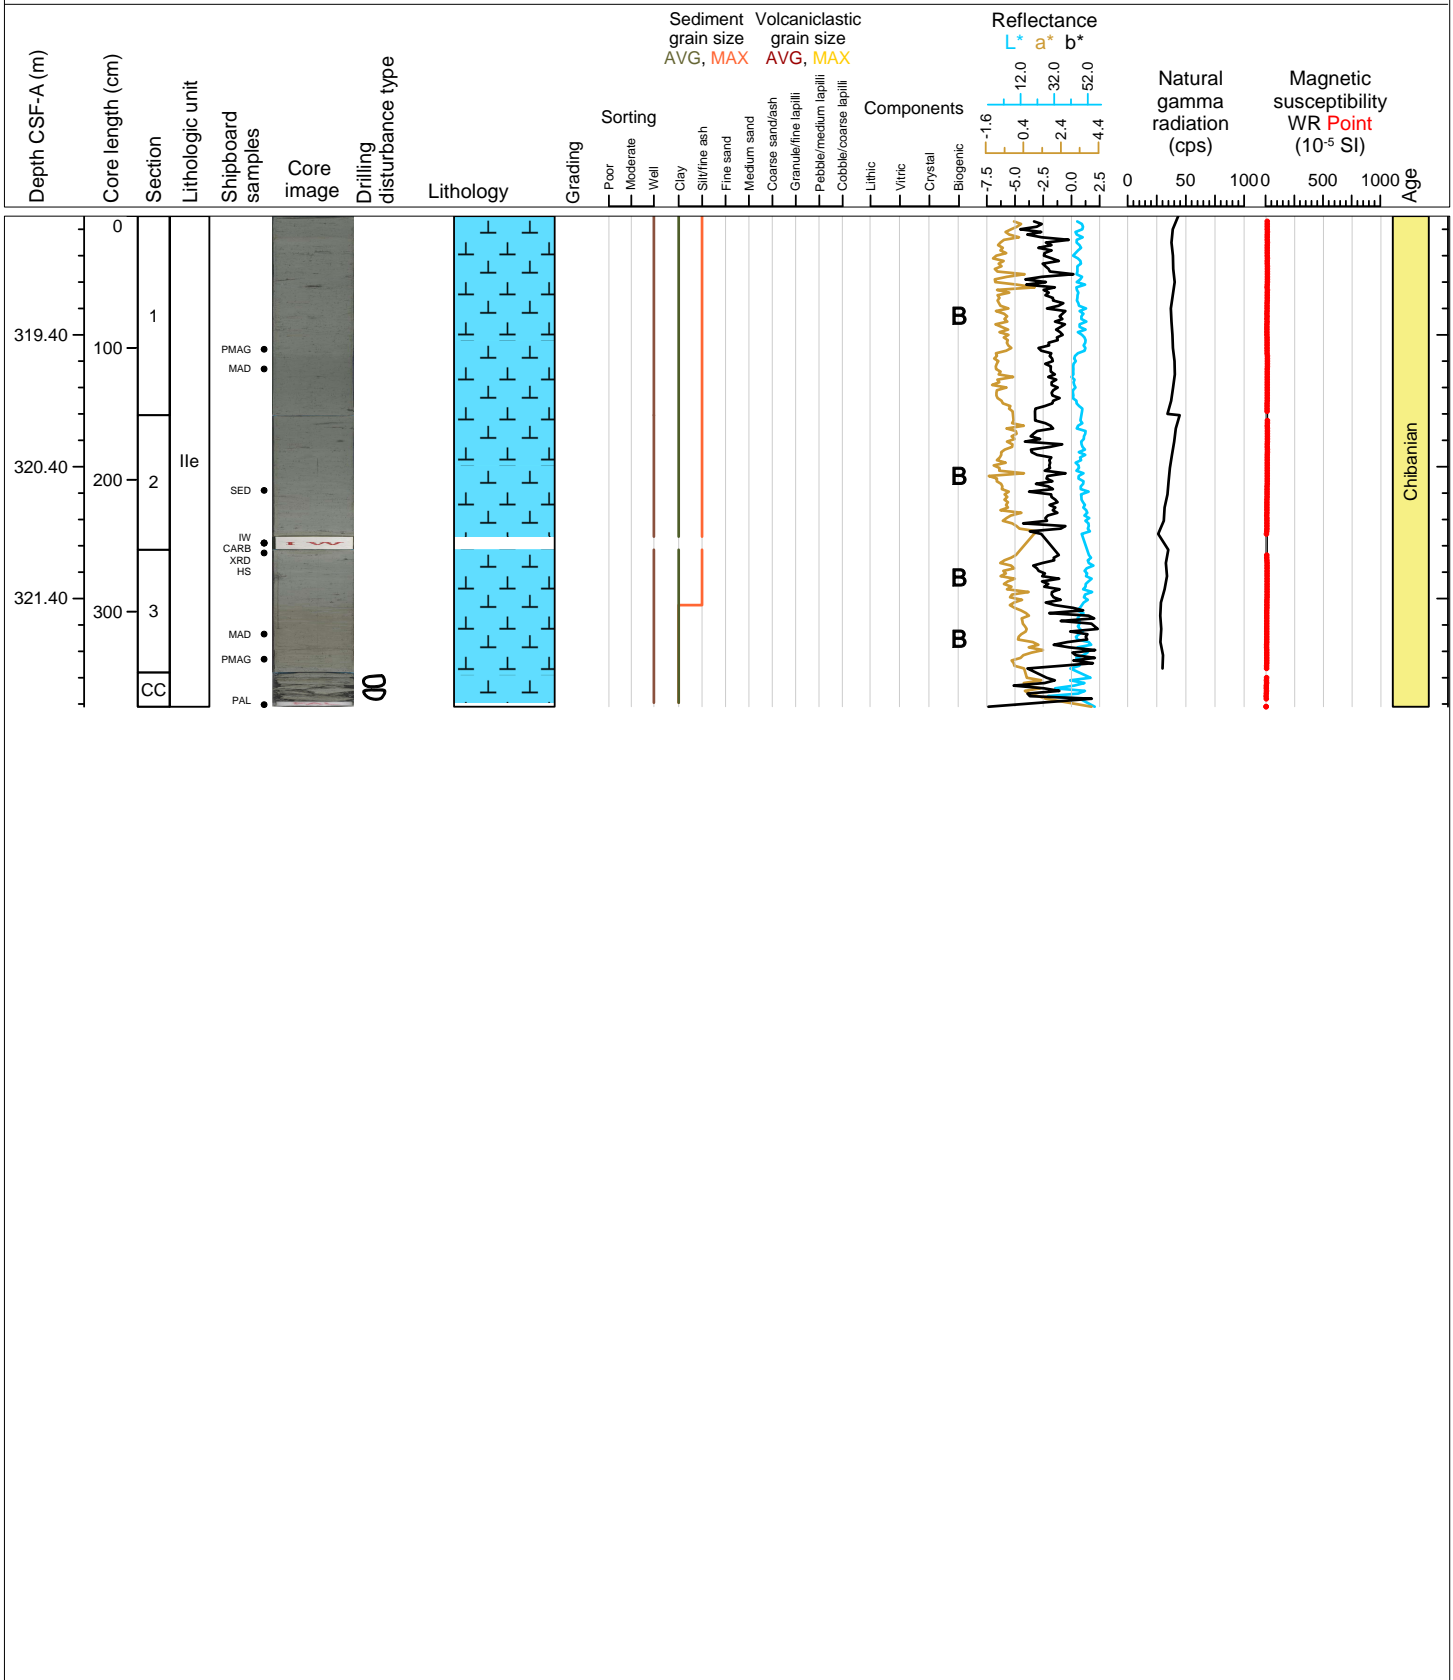 Depth CSF-A (m)
Core length (cm)
Section
Lithologic unit
Shipboard
samples
Core
image
Drilling
disturbance type
Lithology
Grading
Sorting
Poor
Moderate
Well
Sediment
grain size
AVG, MAX
Volcaniclastic
grain size
AVG, MAX
Clay
Silt/fine ash
Fine sand
Medium sand
Coarse sand/ash
Granule/fine lapilli
Pebble/medium lapilli
Cobble/coarse lapilli
Components
Lithic
Vitric
Crystal
Biogenic
Reflectance
L* a* b*
12.0 32.0 52.0
-1.6 0.4 2.4 4.4
-7.5 -5.0 -2.5 0.0 2.5
Natural
gamma
radiation
(cps)
0 50 100
Magnetic
susceptibility
WR Point
(10-5 SI)
0 500 1000
Age
0
1
B
319.40
100
PMAG
MAD
IIe
320.40
200
2
SED
B
Chibanian
IW
I W
CARB
XRD
HS
B
321.40
300
3
MAD
B
PMAG
CC
PAL